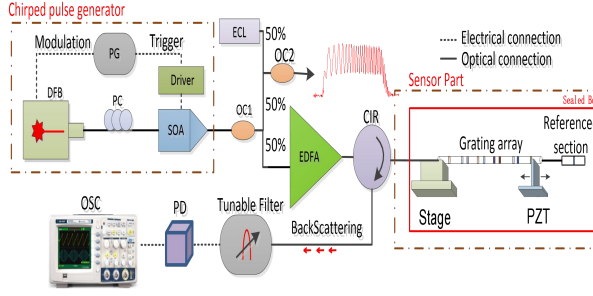 Chirped pulse generator
Modulation
PG
Trigger
Driver
DFB
PC
SOA
OC1
ECL
50%
OC2
50%
50%
EDFA
CIR
Electrical connection
Optical connection
Sensor Part
Sealed Bo
Reference
section
Grating array
Stage
PZT
OSC
PD
Tunable Filter
BackScattering